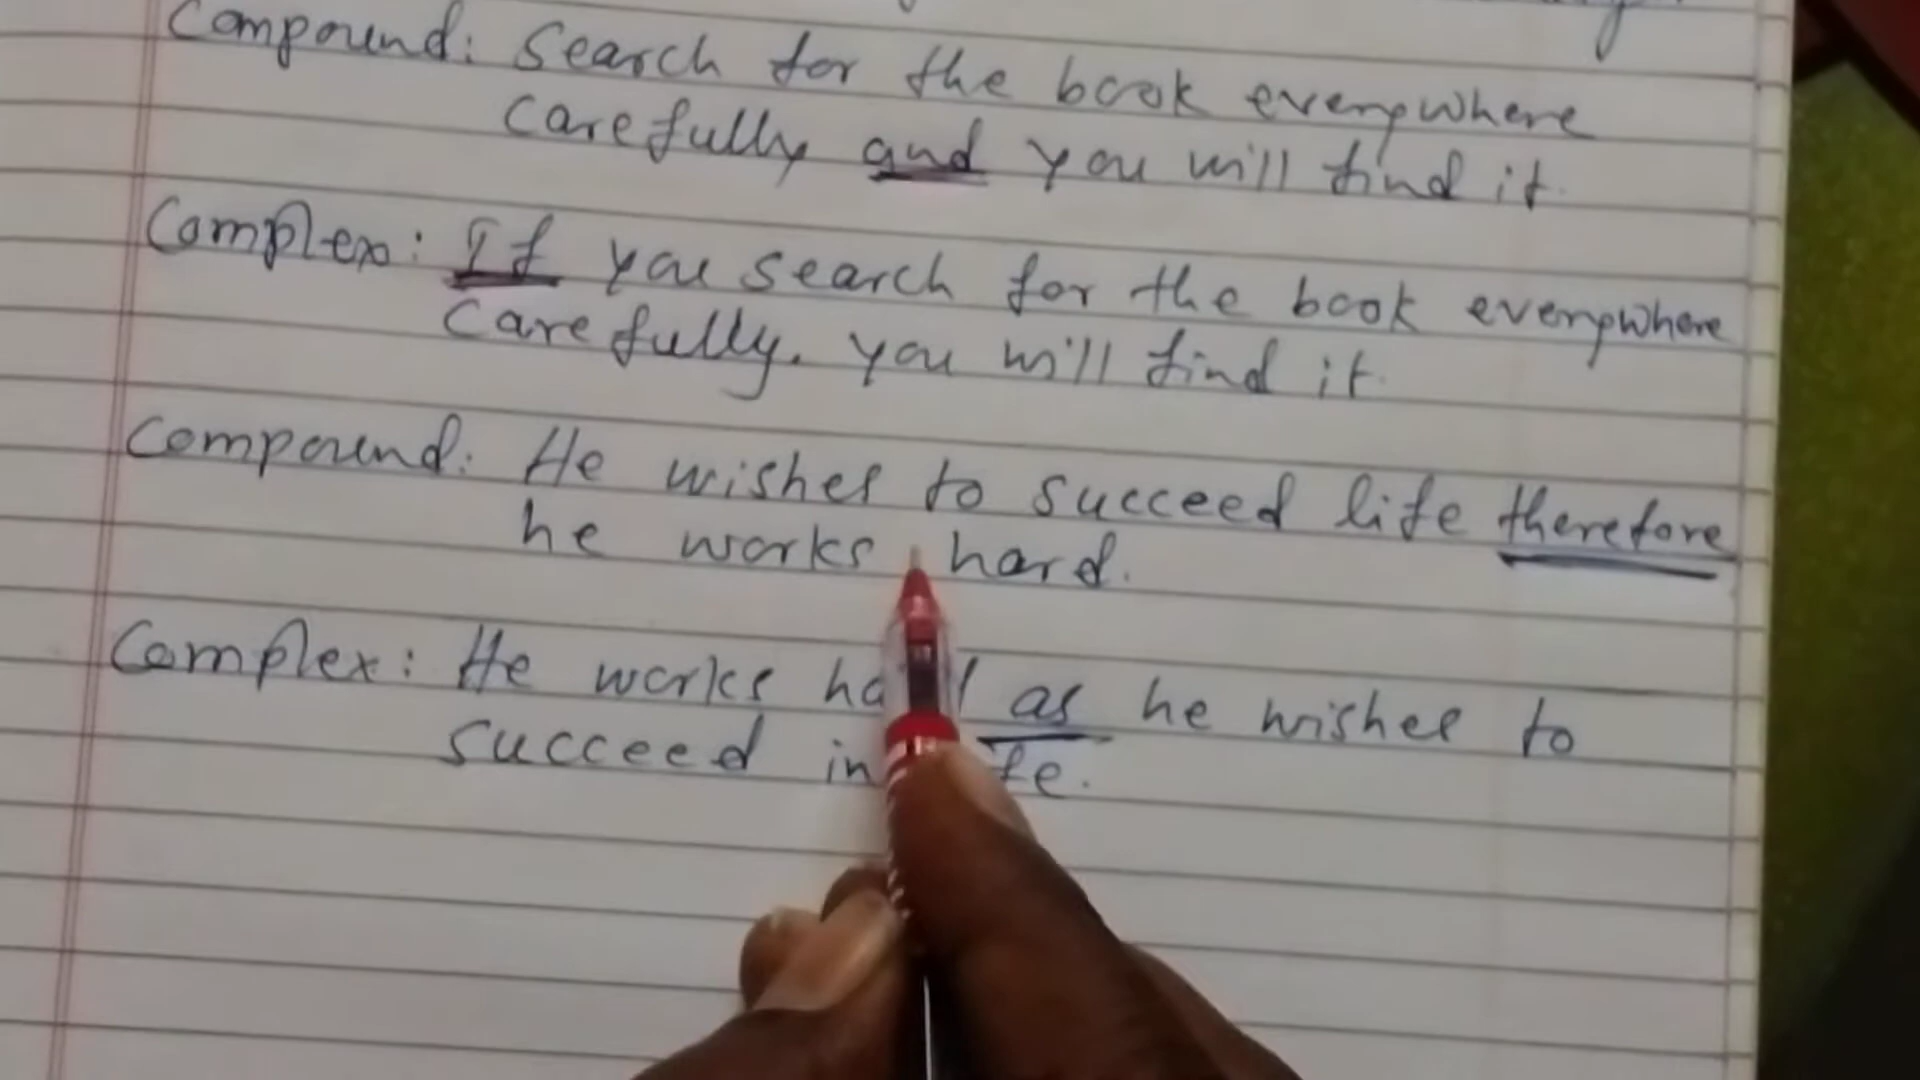 Compound: Search for the book everywhere
carefully and you will find it.
Complex: If you search for the book everywhere
carefully. you will find it.
Compound: He wishes to succeed life therefore
he works hard.
Complex: He works as he wishes to
succeed in